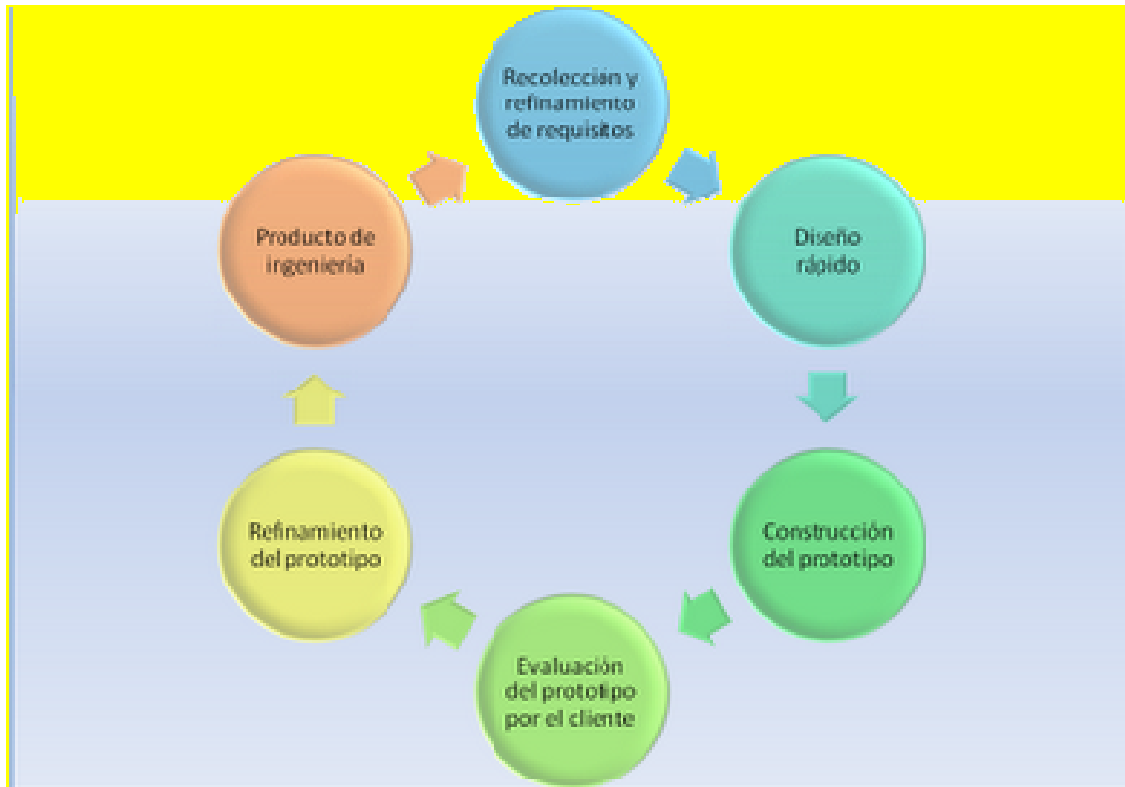 Recolección y
refinamiento
de requisitos
Diseño
rápido
Construcción
del prototipo
Evaluación
del prototipo
por el cliente
Refinamiento
del prototipo
Producto de
ingeniería